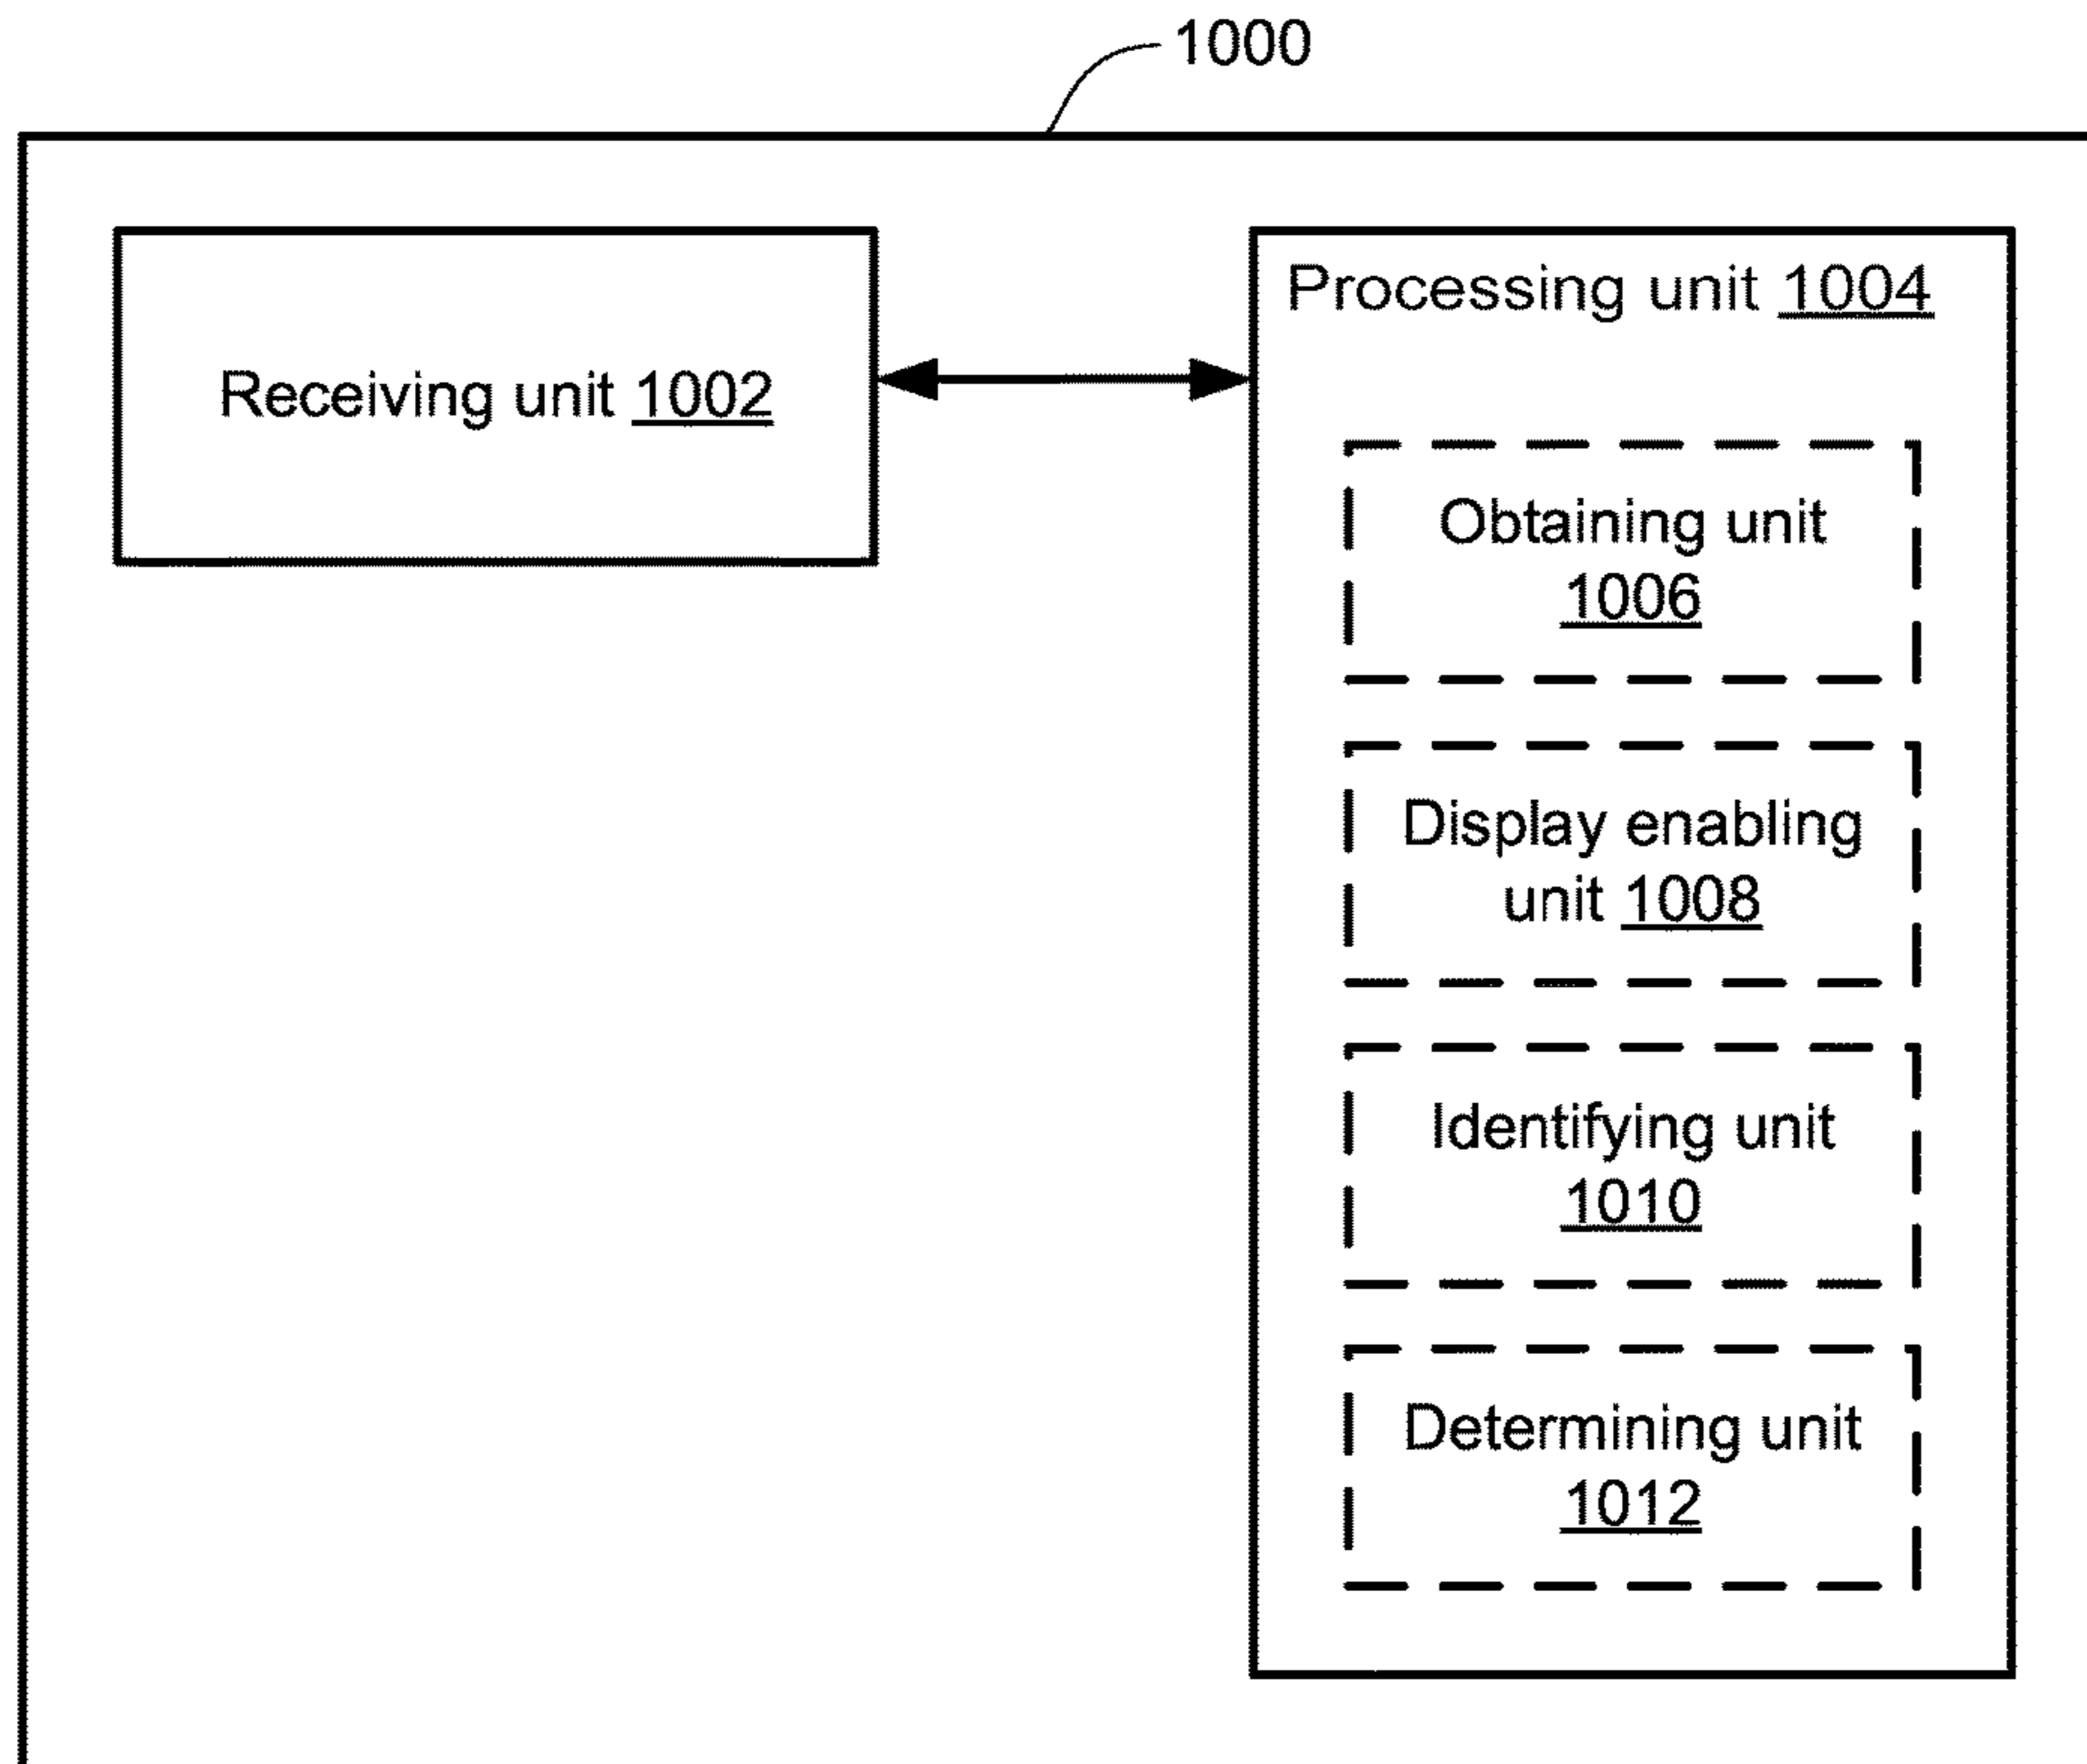 1000
Receiving unit 1002
Processing unit 1004
Obtaining unit
1006
Display enabling
unit 1008
Identifying unit
1010
Determining unit
1012